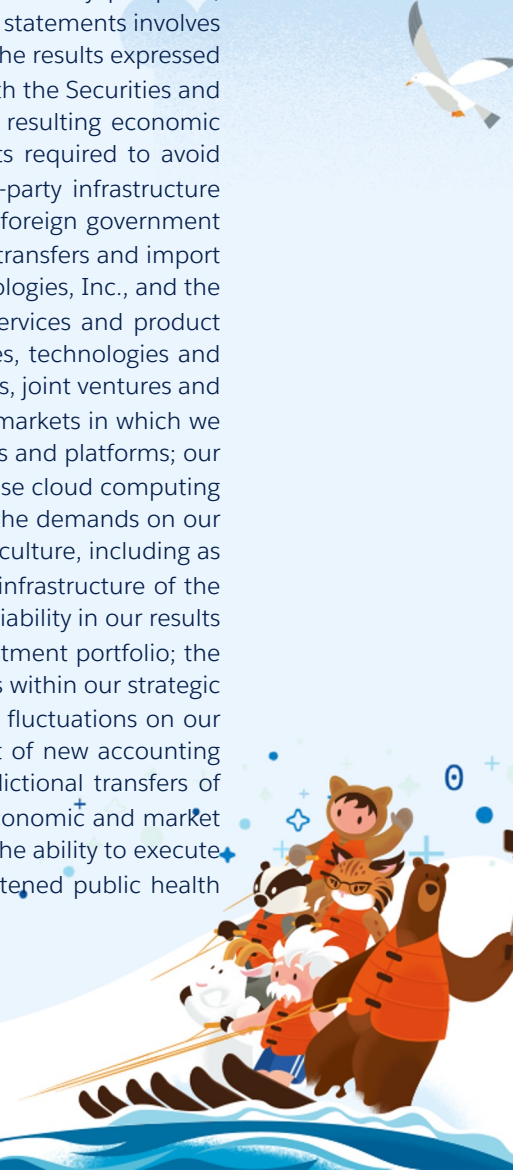 statements involves
he results expressed
h the Securities and
resulting economic
s required to avoid
-party infrastructure
foreign government
transfers and import
ologies, Inc., and the
ervices and product
es, technologies and
s, joint ventures and
markets in which we
s and platforms; our
se cloud computing
he demands on our
culture, including as
infrastructure of the
iability in our results
tment portfolio; the
s within our strategic
fluctuations on our
t of new accounting
dictional transfers of
onomic and market
he ability to execute
tened public health
0